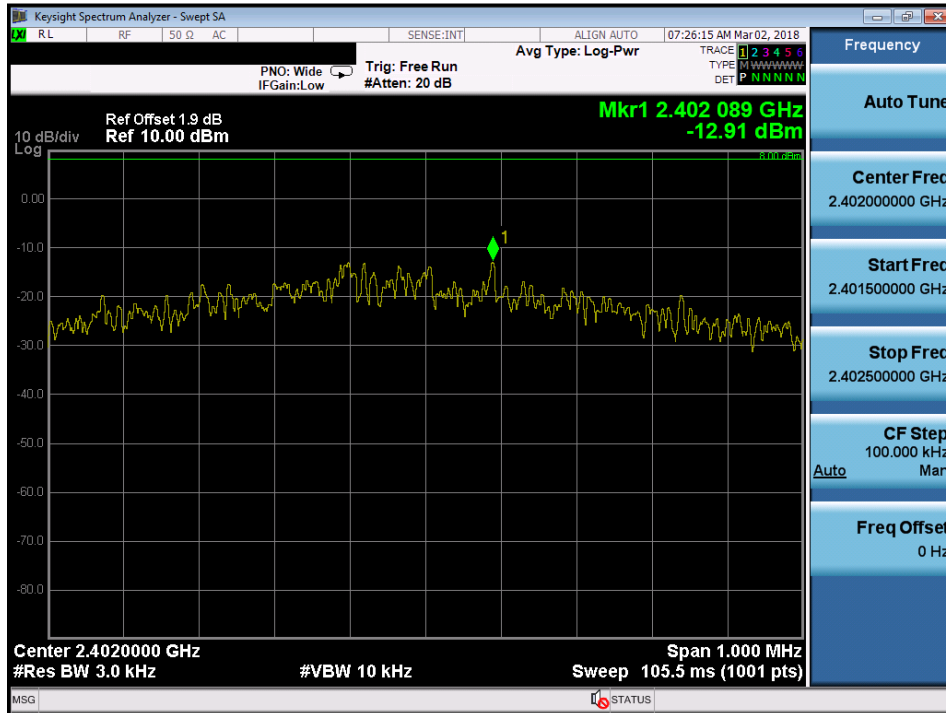 Keysight Spectrum Analyzer - Swept SA
LXI RL RF 50 Ω AC SENSE:INT ALIGN AUTO 07:26:15 AM Mar 02, 2018
Frequency
Avg Type: Log-Pwr
TRACE 1 2 3 4 5 6
PNO: Wide Trig: Free Run
TYPE M W W W W W
IFGain:Low #Atten: 20 dB
DET P N N N N N
Auto Tune
Mkr1 2.402 089 GHz
-12.91 dBm
Ref Offset 1.9 dB
10 dB/div Ref 10.00 dBm
Log
8.00 dBm
Center Freq
2.402000000 GHz
0.00
1
-10.0
Start Freq
2.401500000 GHz
-20.0
-30.0
Stop Freq
2.402500000 GHz
-40.0
-50.0
CF Step
100.000 kHz
Auto Man
-60.0
Freq Offset
0 Hz
-70.0
-80.0
Center 2.4020000 GHz Span 1.000 MHz
#Res BW 3.0 kHz #VBW 10 kHz Sweep 105.5 ms (1001 pts)
MSG STATUS